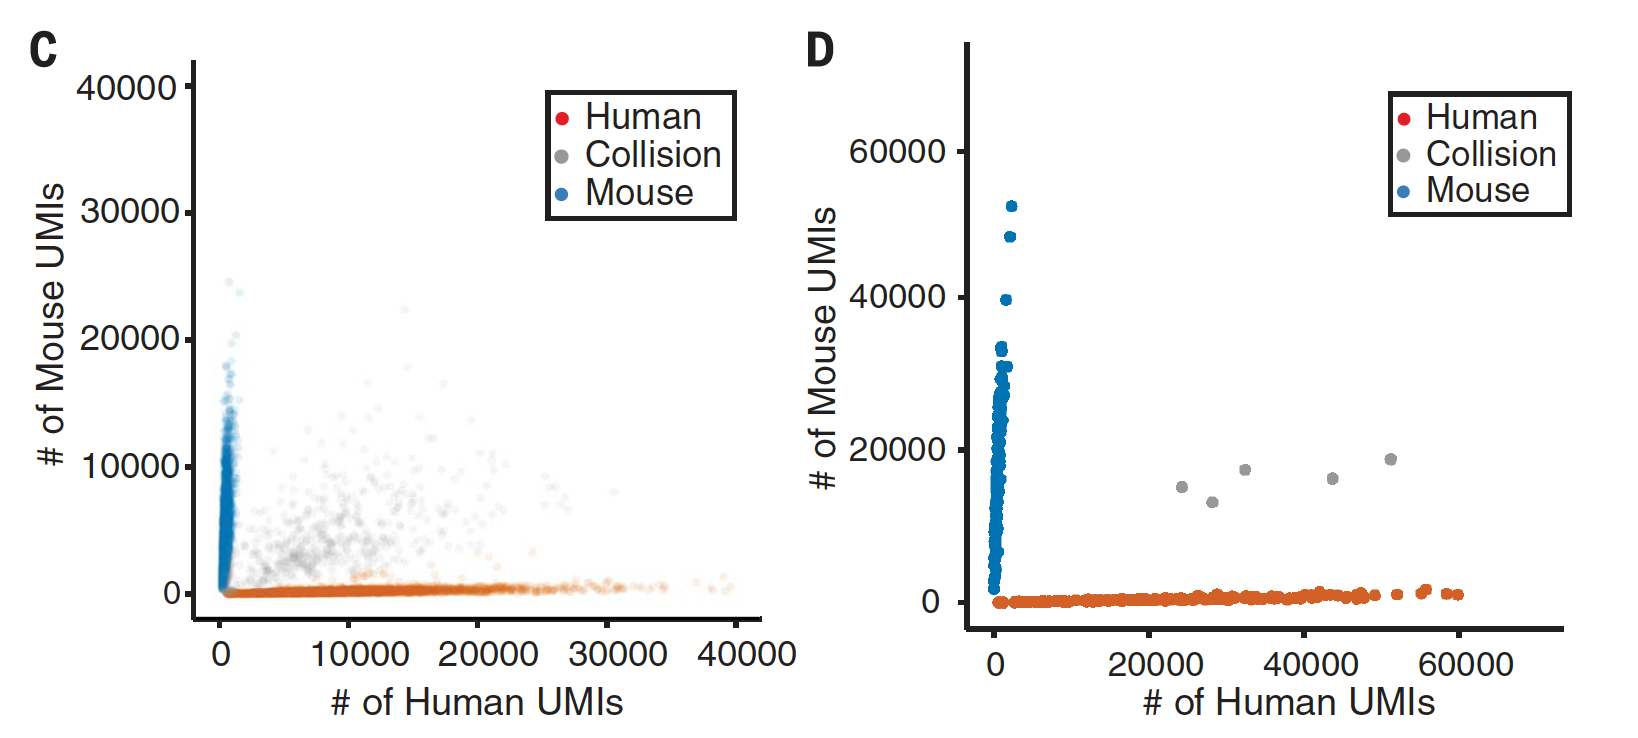 C
# of Mouse UMIs
40000
30000
20000
10000
0
Human
Collision
Mouse
0 10000 20000 30000 40000
# of Human UMIs
D
# of Mouse UMIs
60000
40000
20000
0
Human
Collision
Mouse
0 20000 40000 60000
# of Human UMIs